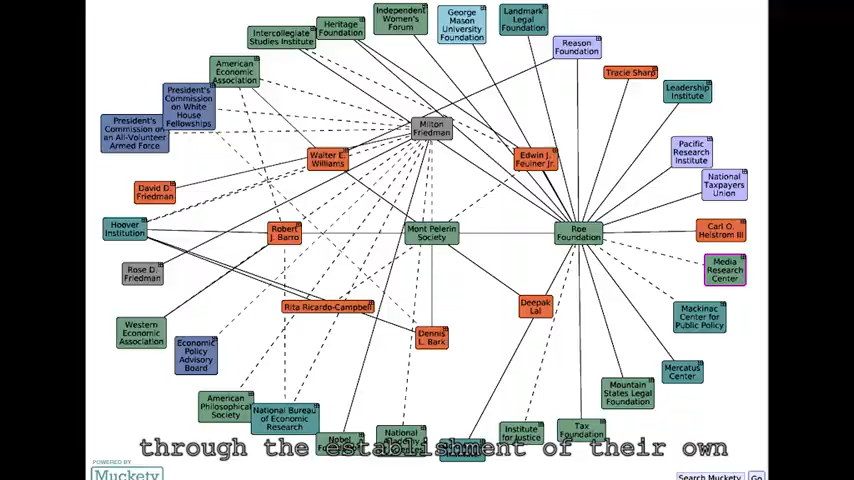 Intercollegiate
Studies Institute
Heritage
Foundation
Independent
Women's
Forum
George
Mason
University
Foundation
Landmark
Legal
Foundation
Reason
Foundation
American
Economic
Association
Tracie Sharp
Leadership
Institute
President's
Commission
on White
House
Fellowships
President's
Commission on
an All-Volunteer
Armed Force
Milton
Friedman
Walter E.
Williams
Edwin J.
Feulner Jr.
Pacific
Research
Institute
National
Taxpayers
Union
David D.
Friedman
Hoover
Institution
Robert
J. Barro
Mont Pelerin
Society
Roe
Foundation
Carl O.
Helstrom III
Rose D.
Friedman
Media
Research
Center
Rita Ricardo-Campbell
Deepak
Lal
Western
Economic
Association
Dennis
L. Bark
Mackinac
Center for
Public Policy
Economic
Policy
Advisory
Board
Mercatus
Center
American
Philosophical
Society
National Bureau
of Economic
Research
Mountain
States Legal
Foundation
Nobel
National
Institute
for Justice
Tax
Foundation
through the establishment of their own
POWERED BY
Muckety
Search Muckety
Go